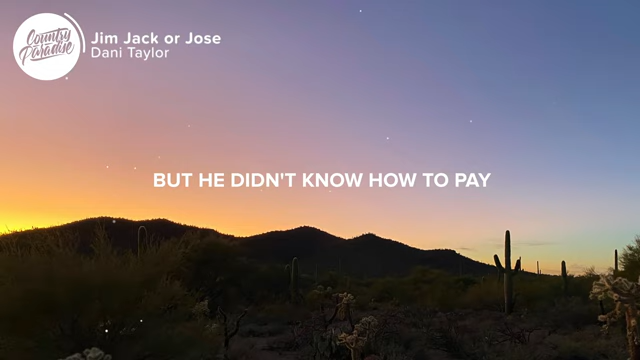 Country
Paradise
Jim Jack or Jose
Dani Taylor
BUT HE DIDN'T KNOW HOW TO PAY